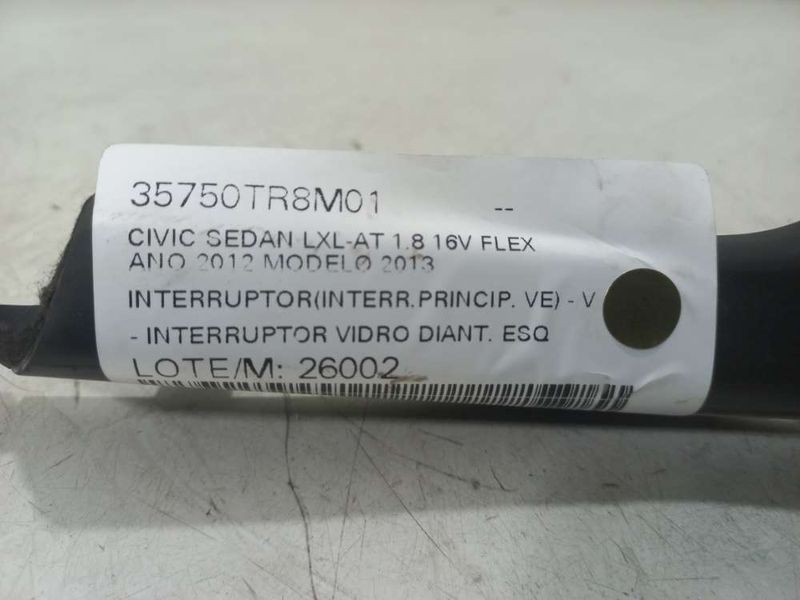 35750TR8M01 --
CIVIC SEDAN LXL-AT 1.8 16V FLEX
ANO 2012 MODELO 2013
INTERRUPTOR(INTERR.PRINCIP. VE) - V
- INTERRUPTOR VIDRO DIANT. ESQ
LOTE/M: 26002